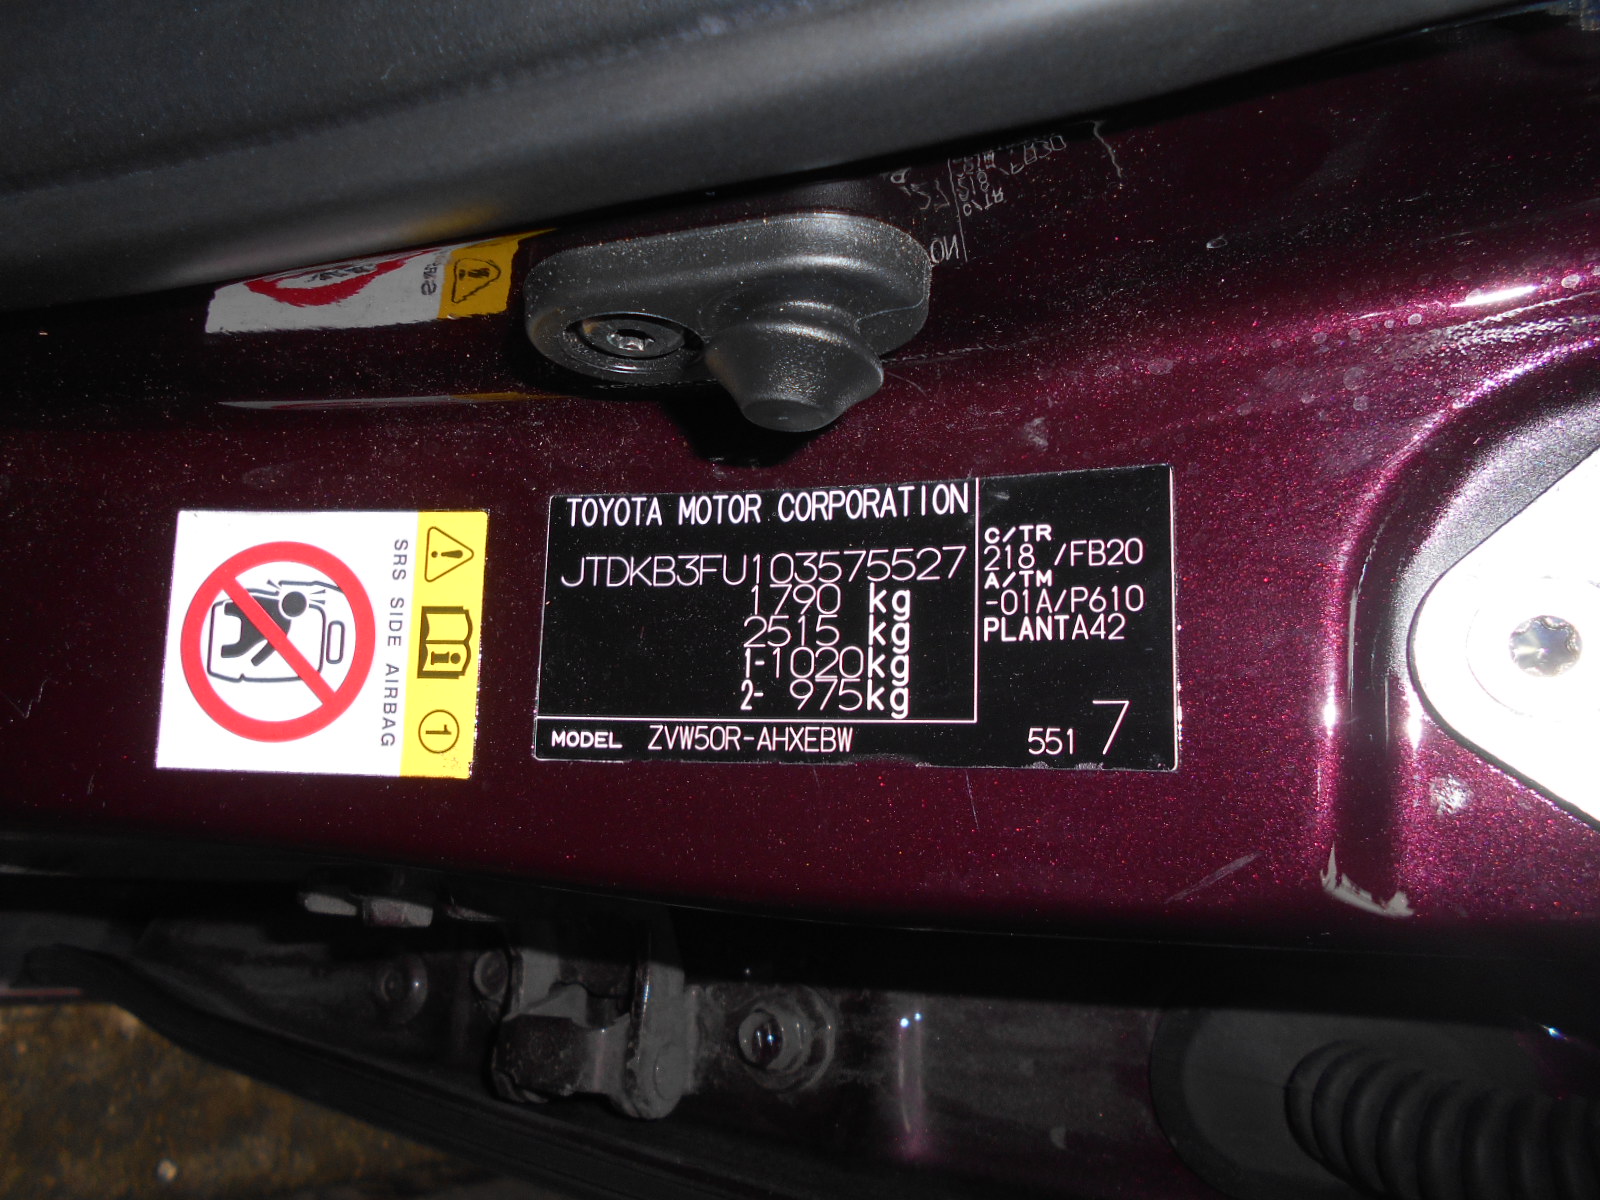 TOYOTA MOTOR CORPORATION
JTDKB3FU103575527
1790 kg
2515 kg
1-1020kg
2- 975kg
MODEL ZVW50R-AHXEBW
C/TR
218 /FB20
A/TM
-01A/P610
PLANTA42
551 7
SRS SIDE AIRBAG
1